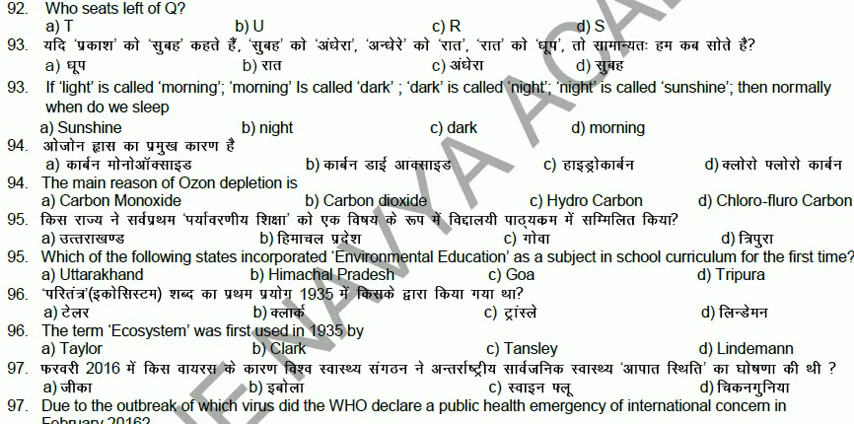 92. Who seats left of Q?
a) T b) U c) R d) S
93. यदि 'प्रकाश' को 'सुबह' कहते हैं, 'सुबह' को 'अंधेरा', 'अन्धेरे' को 'रात', 'रात' को 'धूप', तो सामान्यतः हम कब सोते है?
a) धूप b) रात c) अंधेरा d) सुबह
93. If 'light' is called 'morning'; 'morning' Is called 'dark' ; 'dark' is called 'night'; 'night' is called 'sunshine'; then normally
when do we sleep
a) Sunshine b) night c) dark d) morning
94. ओजोन ह्रास का प्रमुख कारण है
a) कार्बन मोनोऑक्साइड b) कार्बन डाई आक्साइड c) हाइड्रोकार्बन d) क्लोरो फ्लोरो कार्बन
94. The main reason of Ozon depletion is
a) Carbon Monoxide b) Carbon dioxide c) Hydro Carbon d) Chloro-fluro Carbon
95. किस राज्य ने सर्वप्रथम 'पर्यावरणीय शिक्षा' को एक विषय के रूप में विद्यालयी पाठ्यक्रम में सम्मिलित किया?
a) उत्तराखण्ड b) हिमाचल प्रदेश c) गोवा d) त्रिपुरा
95. Which of the following states incorporated 'Environmental Education' as a subject in school curriculum for the first time?
a) Uttarakhand b) Himachal Pradesh c) Goa d) Tripura
96. 'परितंत्र'(इकोसिस्टम) शब्द का प्रथम प्रयोग 1935 में किसके द्वारा किया गया था?
a) टेलर b) क्लार्क c) ट्रांस्ले d) लिन्डेमन
96. The term 'Ecosystem' was first used in 1935 by
a) Taylor b) Clark c) Tansley d) Lindemann
97. फरवरी 2016 में किस वायरस के कारण विश्व स्वास्थ्य संगठन ने अन्तर्राष्ट्रीय सार्वजनिक स्वास्थ्य 'आपात स्थिति' का घोषणा की थी ?
a) जीका b) इबोला c) स्वाइन फ्लू d) चिकनगुनिया
97. Due to the outbreak of which virus did the WHO declare a public health emergency of international concern in
February 2016?
NAVYA ACA